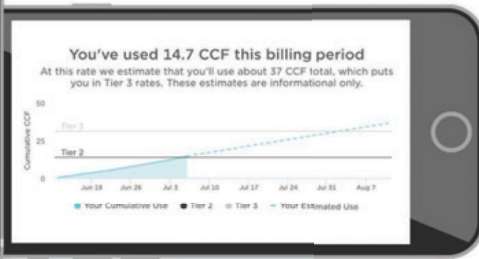 You've used 14.7 CCF this billing period
At this rate we estimate that you'll use about 37 CCF total, which puts
you in Tier 3 rates. These estimates are informational only.
Cumulative CCF
50
25
0
Tier 3
Tier 2
Jun 19 Jun 26 Jul 3 Jul 10 Jul 17 Jul 24 Jul 31 Aug 7
Your Cumulative Use Tier 2 Tier 3 Your Estimated Use